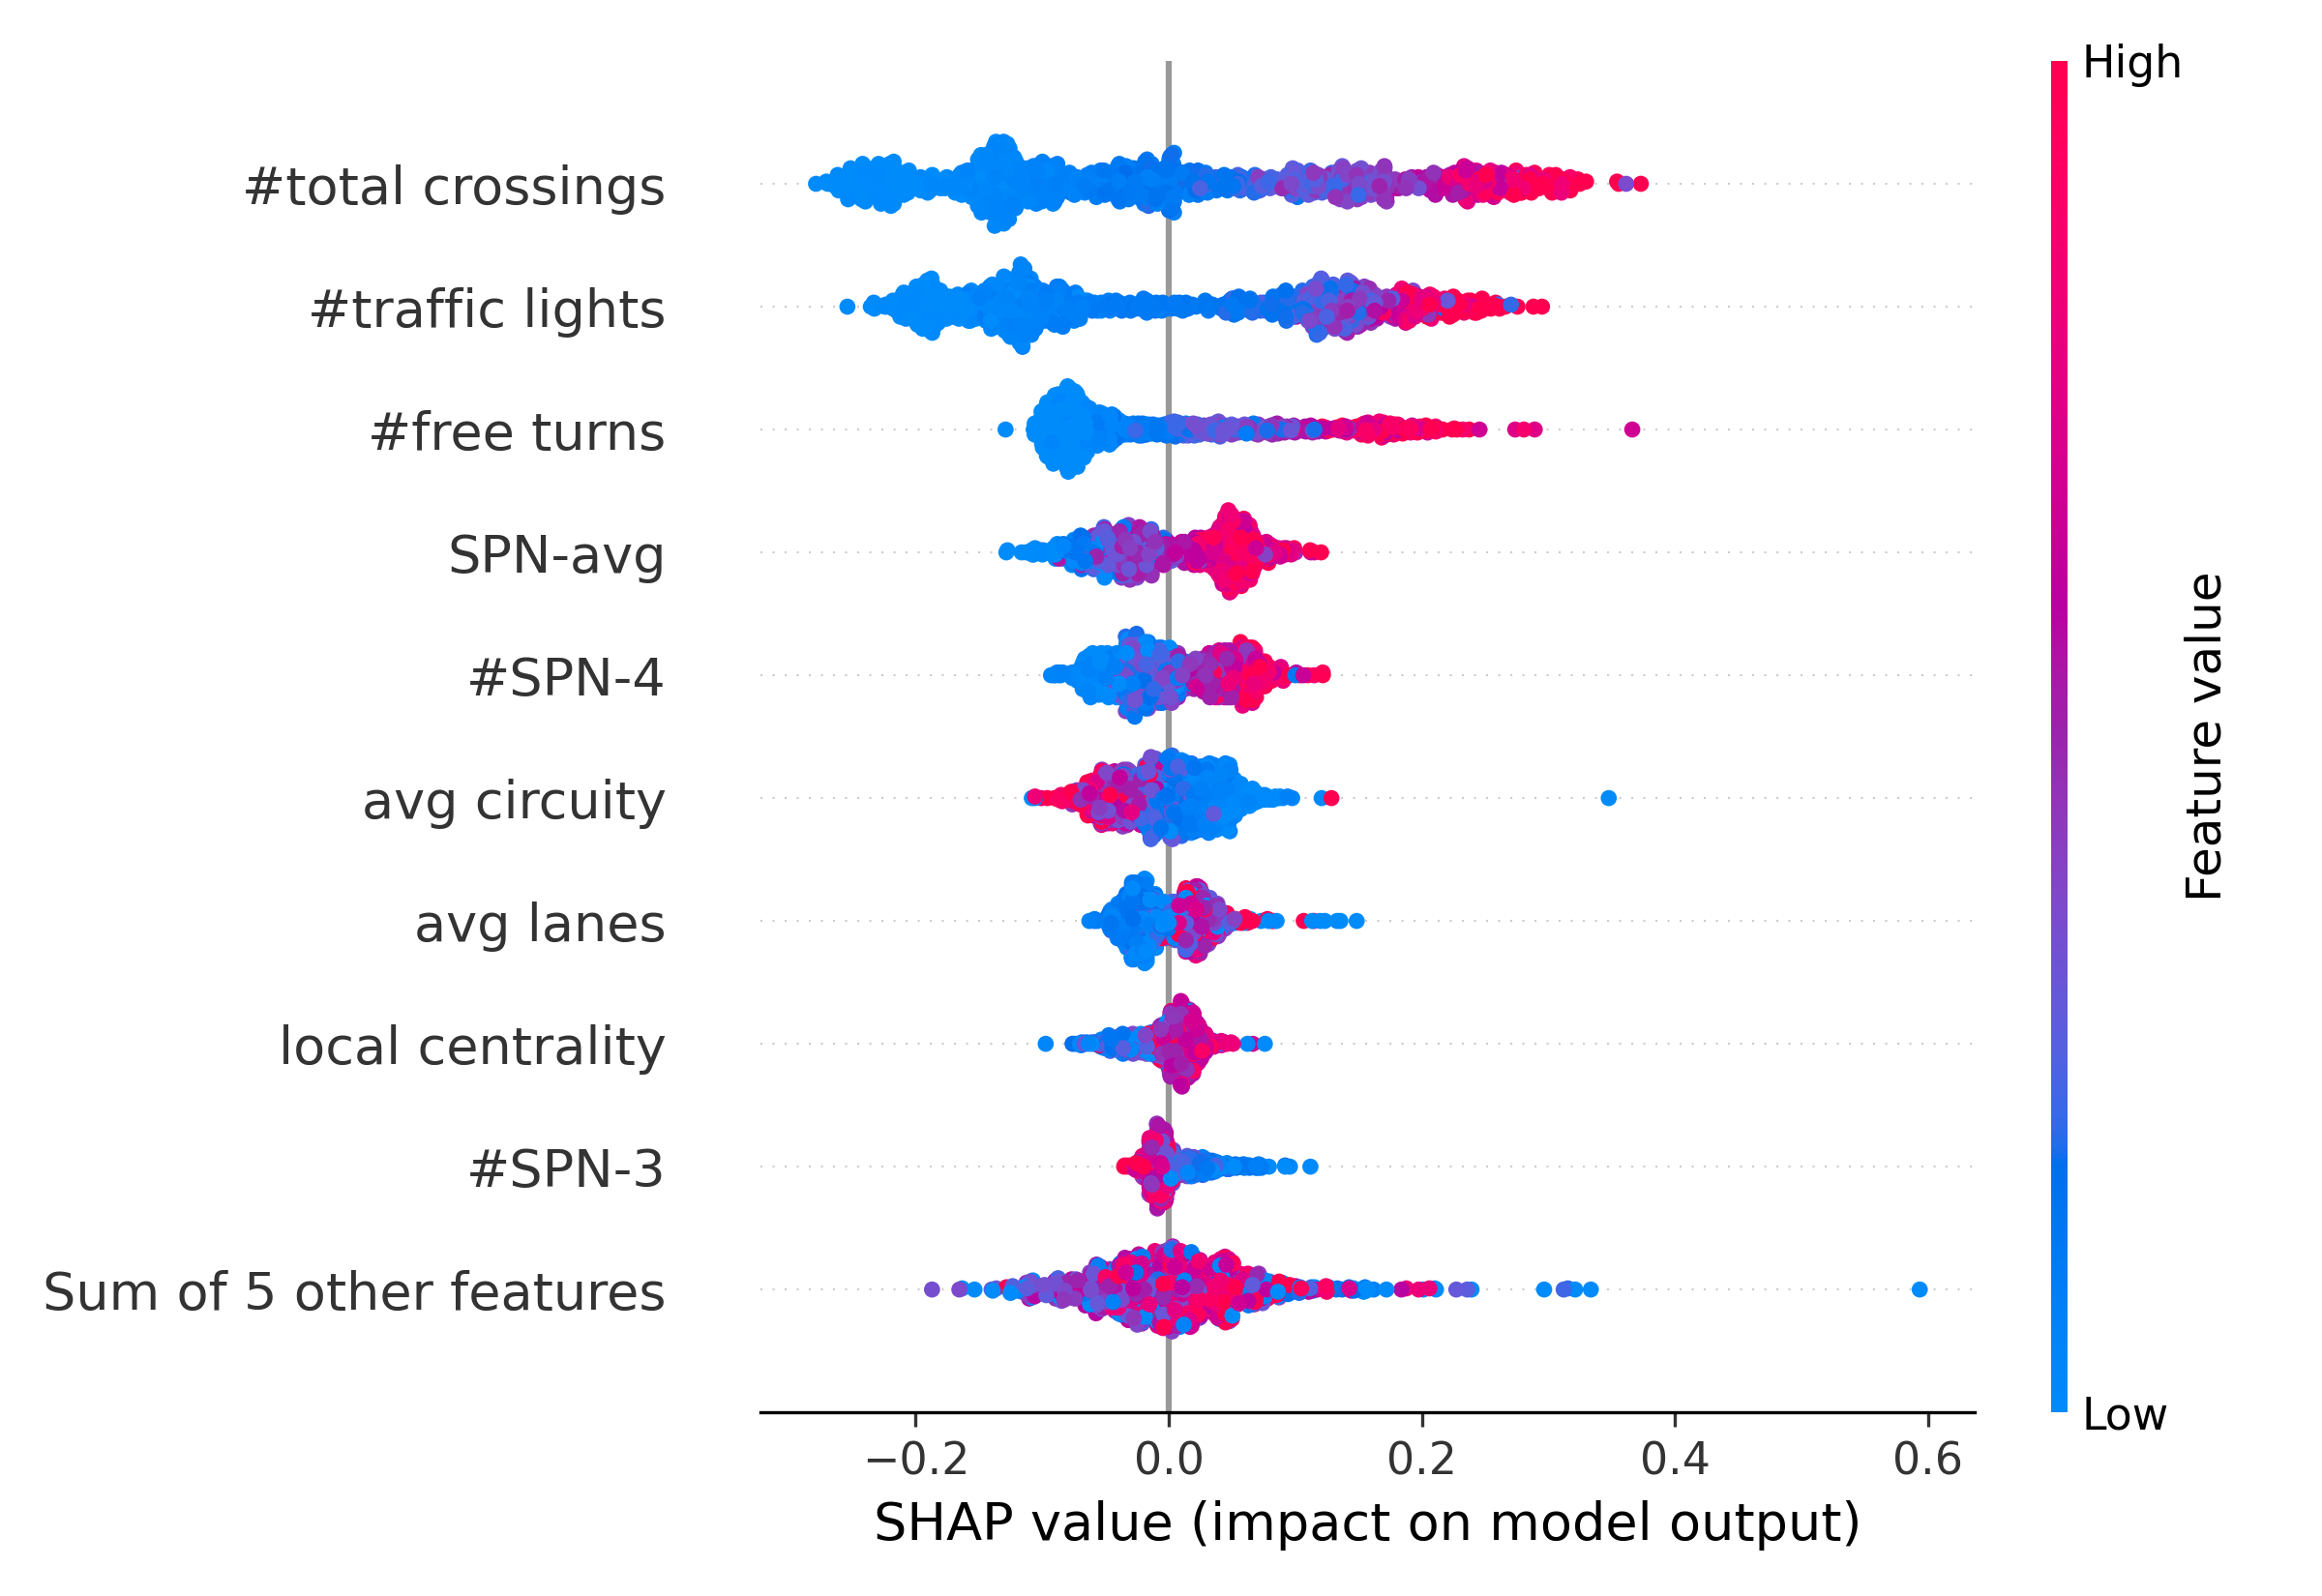 High
#total crossings
#traffic lights
#free turns
SPN-avg
#SPN-4
avg circuity
avg lanes
local centrality
#SPN-3
Sum of 5 other features
Feature value
Low
−0.2 0.0 0.2 0.4 0.6
SHAP value (impact on model output)